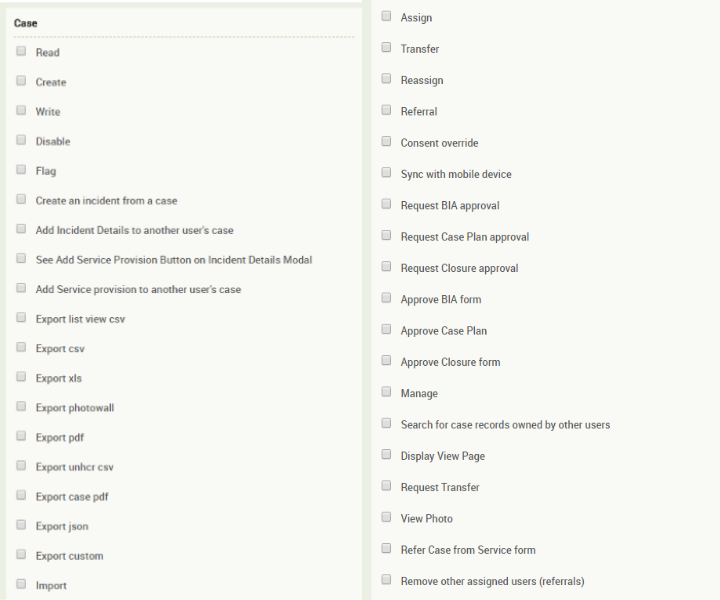 Case
Read
Create
Write
Disable
Flag
Create an incident from a case
Add Incident Details to another user's case
See Add Service Provision Button on Incident Details Modal
Add Service provision to another user's case
Export list view csv
Export csv
Export xls
Export photowall
Export pdf
Export unhcr csv
Export case pdf
Export json
Export custom
Import
Assign
Transfer
Reassign
Referral
Consent override
Sync with mobile device
Request BIA approval
Request Case Plan approval
Request Closure approval
Approve BIA form
Approve Case Plan
Approve Closure form
Manage
Search for case records owned by other users
Display View Page
Request Transfer
View Photo
Refer Case from Service form
Remove other assigned users (referrals)